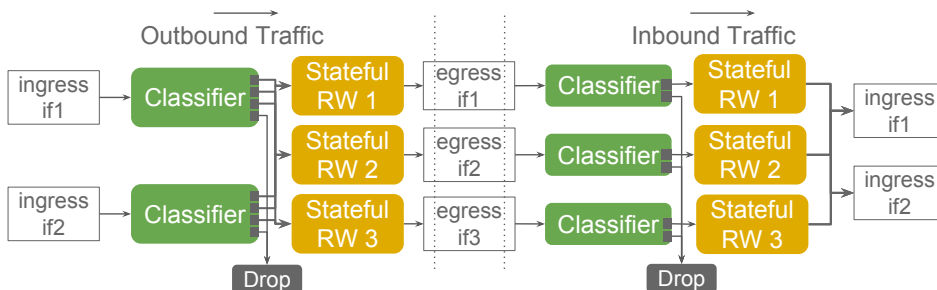 Outbound Traffic
Inbound Traffic
ingress
if1
Classifier
Stateful
RW 1
egress
if1
Classifier
Stateful
RW 1
ingress
if1
Stateful
RW 2
egress
if2
Classifier
Stateful
RW 2
ingress
if2
Classifier
Stateful
RW 3
egress
if3
Classifier
Stateful
RW 3
ingress
if2
Drop
Drop